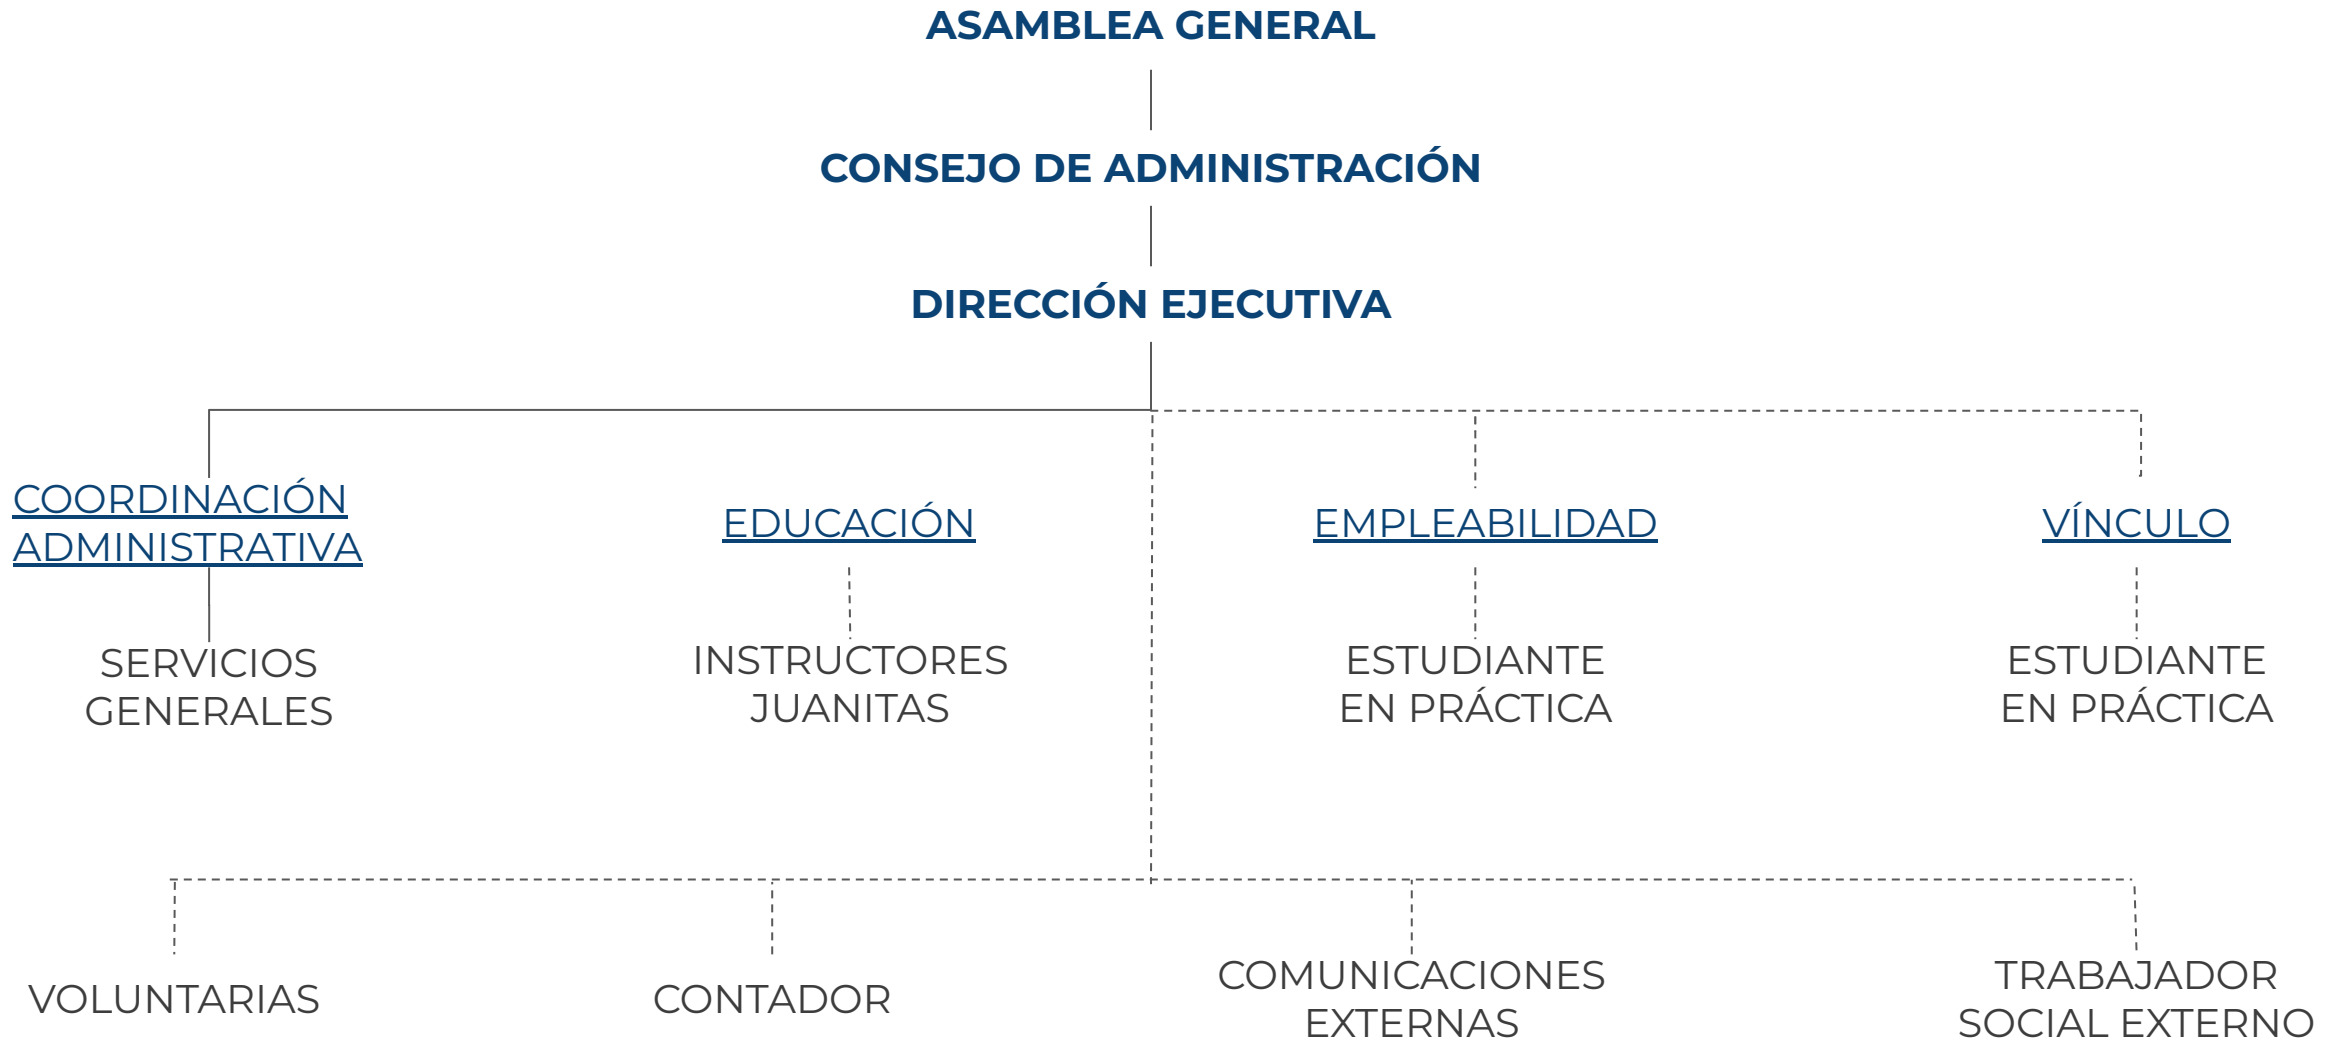 ASAMBLEA GENERAL
CONSEJO DE ADMINISTRACIÓN
DIRECCIÓN EJECUTIVA
COORDINACIÓN
ADMINISTRATIVA
EDUCACIÓN
EMPLEABILIDAD
VÍNCULO
SERVICIOS
GENERALES
INSTRUCTORES
JUANITAS
ESTUDIANTE
EN PRÁCTICA
ESTUDIANTE
EN PRÁCTICA
VOLUNTARIAS
CONTADOR
COMUNICACIONES
EXTERNAS
TRABAJADOR
SOCIAL EXTERNO